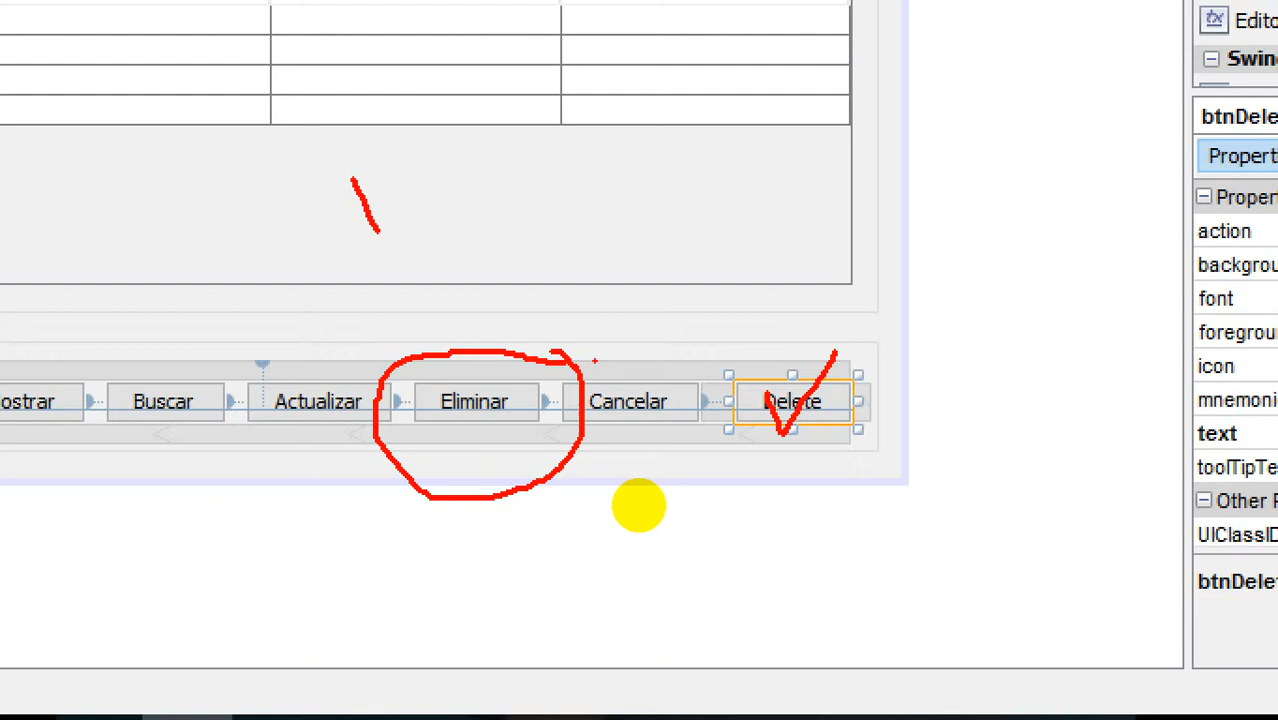 Edito
Swin
btnDele
Propert
Proper
action
backgrou
font
foregrou
icon
mnemoni
text
toolTipTe
Other P
UIClassID
btnDele
ostrar Buscar Actualizar Eliminar Cancelar Delete